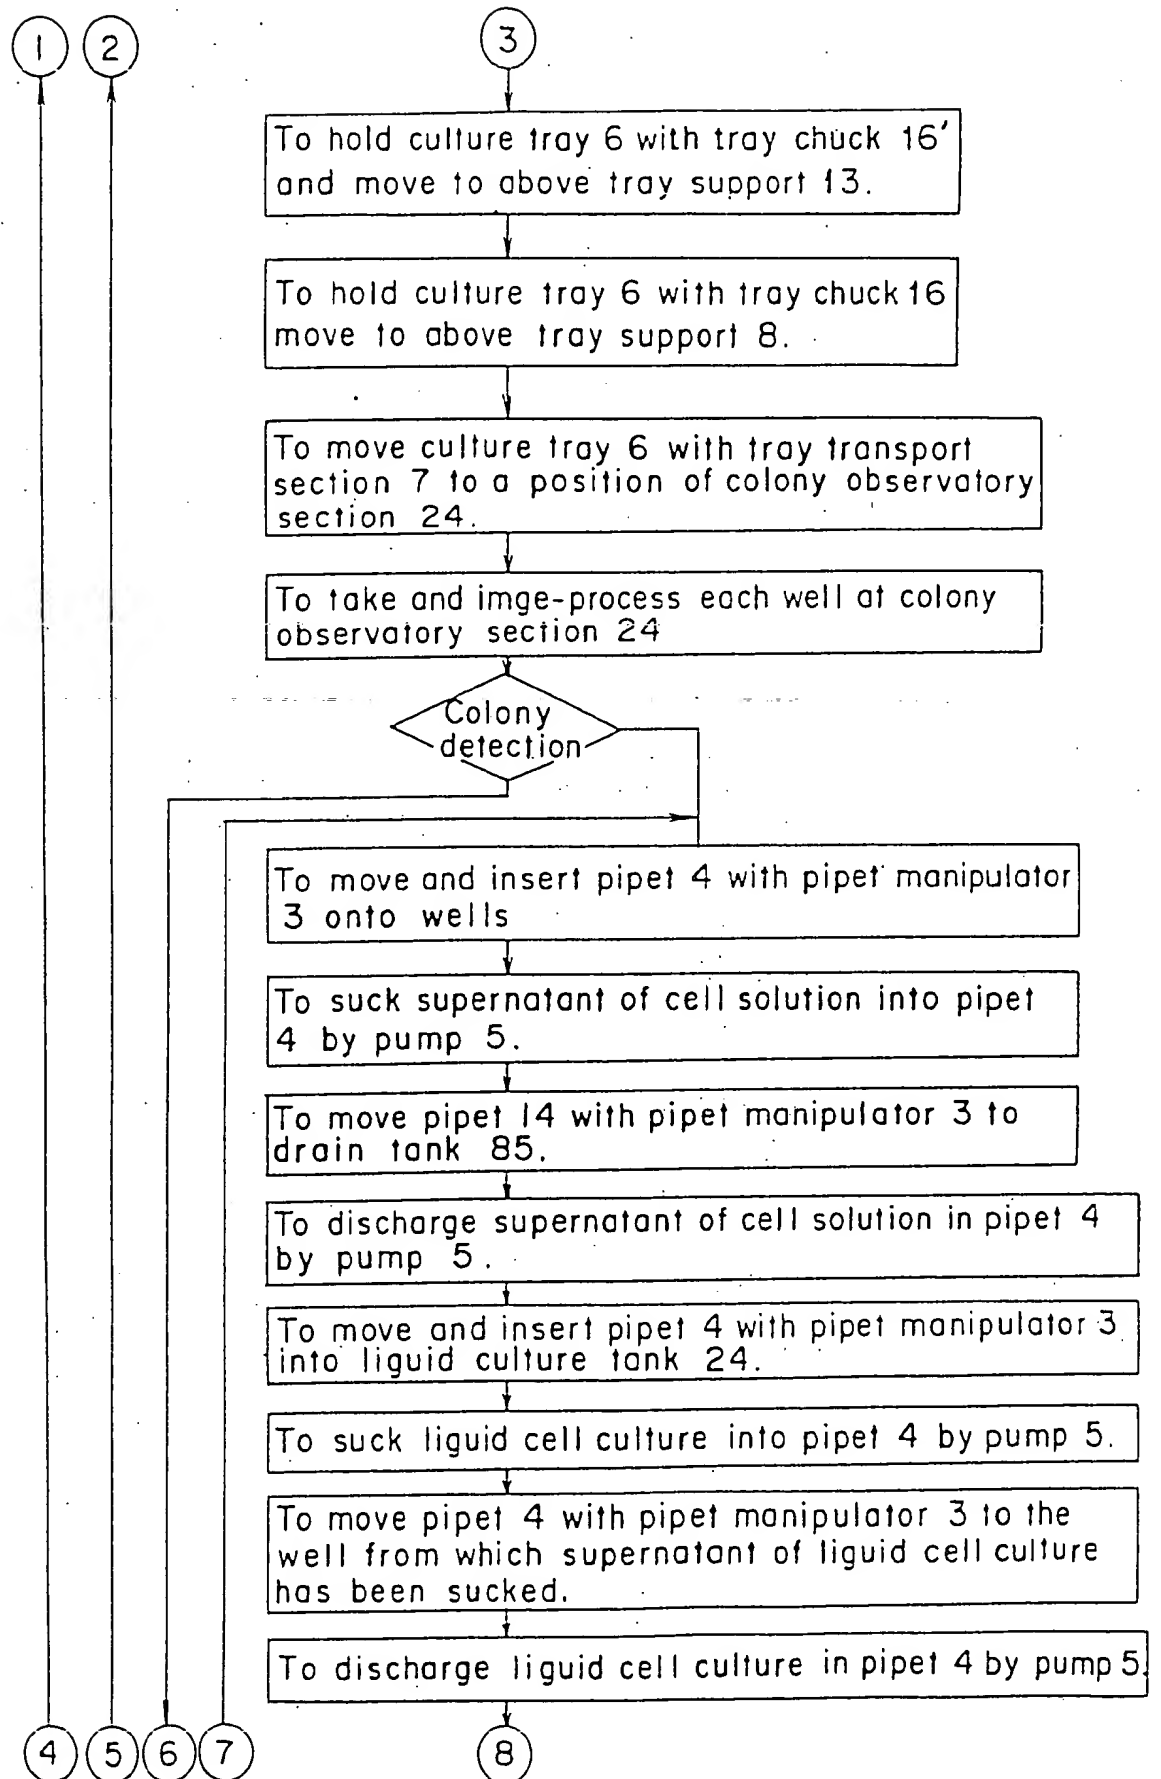 1 2 3
To hold culture tray 6 with tray chuck 16'
and move to above tray support 13.
To hold culture tray 6 with tray chuck 16
move to above tray support 8.
To move culture tray 6 with tray transport
section 7 to a position of colony observatory
section 24.
To take and imge-process each well at colony
observatory section 24
Colony
detection
To move and insert pipet 4 with pipet manipulator
3 onto wells
To suck supernatant of cell solution into pipet
4 by pump 5.
To move pipet 14 with pipet manipulator 3 to
drain tank 85.
To discharge supernatant of cell solution in pipet 4
by pump 5.
To move and insert pipet 4 with pipet manipulator 3
into liguid culture tank 24.
To suck liguid cell culture into pipet 4 by pump 5.
To move pipet 4 with pipet manipulator 3 to the
well from which supernatant of liguid cell culture
has been sucked.
To discharge liguid cell culture in pipet 4 by pump 5.
4 5 6 7 8